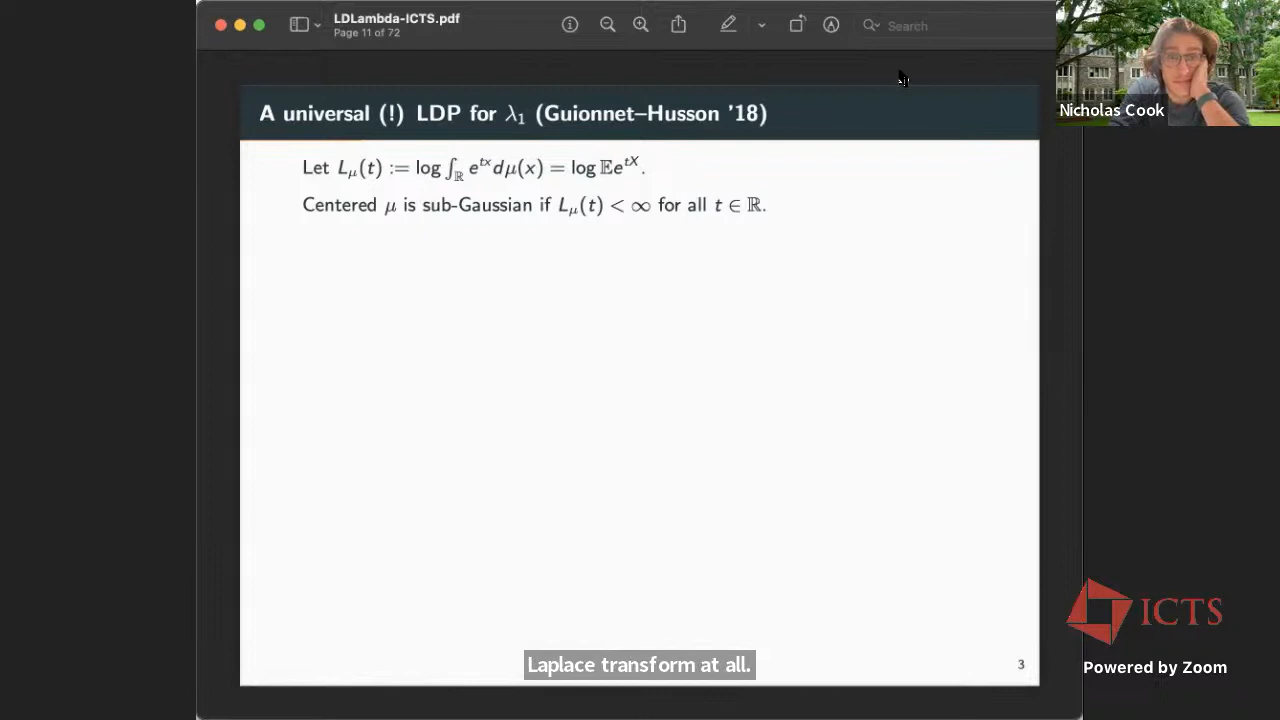 LDLambda-ICTS.pdf
Page 11 of 72
Search
Nicholas Cook
A universal (!) LDP for λ₁ (Guionnet–Husson '18)
Let L_μ(t) := log ∫_ℝ e^{tx} dμ(x) = log 𝔼e^{tX}.
Centered μ is sub-Gaussian if L_μ(t) < ∞ for all t ∈ ℝ.
Laplace transform at all.
3
ICTS
Powered by Zoom